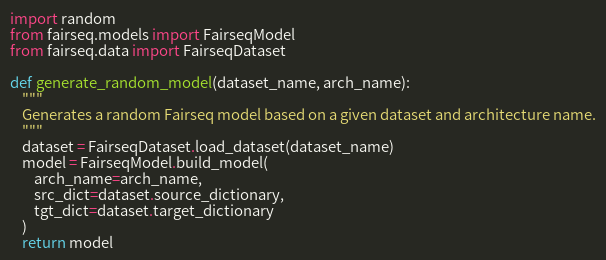 import random
from fairseq.models import FairseqModel
from fairseq.data import FairseqDataset

def generate_random_model(dataset_name, arch_name):
    """
    Generates a random Fairseq model based on a given dataset and architecture name.
    """
    dataset = FairseqDataset.load_dataset(dataset_name)
    model = FairseqModel.build_model(
        arch_name=arch_name,
        src_dict=dataset.source_dictionary,
        tgt_dict=dataset.target_dictionary
    )
    return model